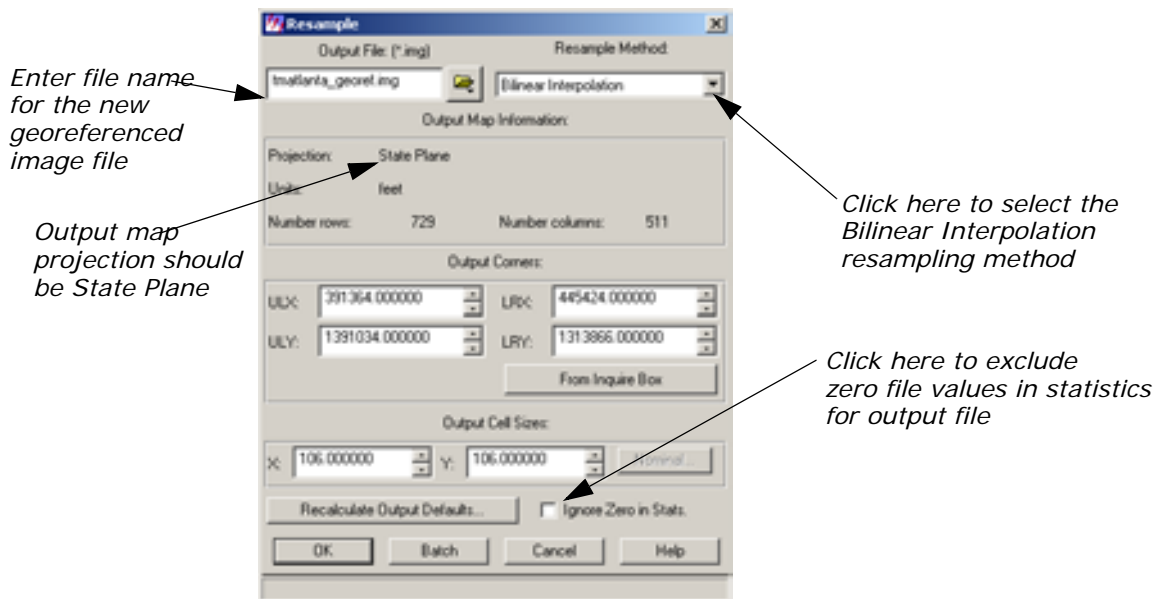 Resample
Output File: (*.img)
Resample Method:
Enter file name
for the new
georeferenced
image file
tmatlanta_georef.img
Bilinear Interpolation
Output Map Information:
Projection: State Plane
Units: feet
Number rows: 729 Number columns: 511
Output map
projection should
be State Plane
Click here to select the
Bilinear Interpolation
resampling method
Output Corners:
ULX: 391364.000000 LRX: 445424.000000
ULY: 1391034.000000 LRY: 1313866.000000
From Inquire Box
Click here to exclude
zero file values in statistics
for output file
Output Cell Sizes:
X: 106.000000 Y: 106.000000 Nominal...
Recalculate Output Defaults... Ignore Zero in Stats.
OK Batch Cancel Help